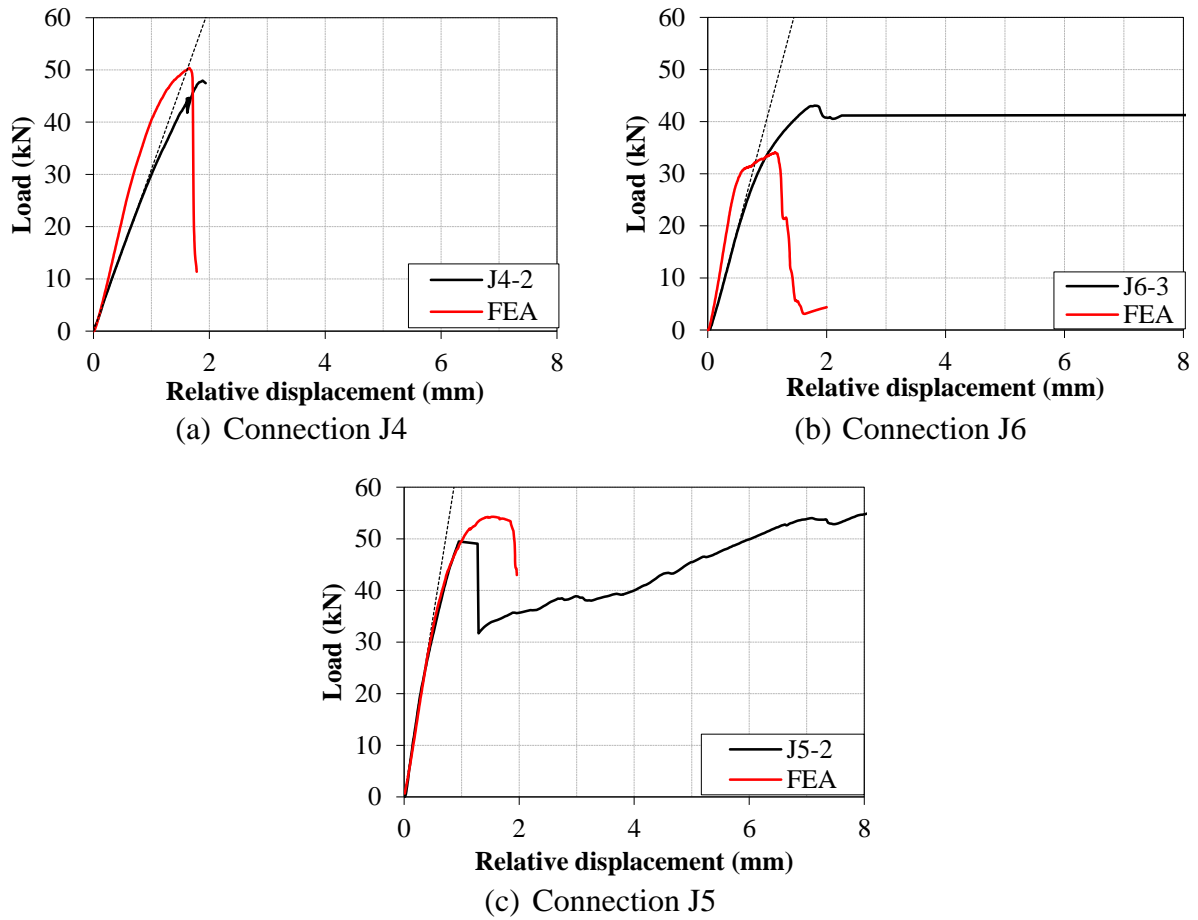 60
50
40
30
20
10
0
Load (kN)
0
2
4
6
8
Relative displacement (mm)
J4-2
FEA
(a) Connection J4
60
50
40
30
20
10
0
Load (kN)
0
2
4
6
8
Relative displacement (mm)
J6-3
FEA
(b) Connection J6
60
50
40
30
20
10
0
Load (kN)
0
2
4
6
8
Relative displacement (mm)
J5-2
FEA
(c) Connection J5